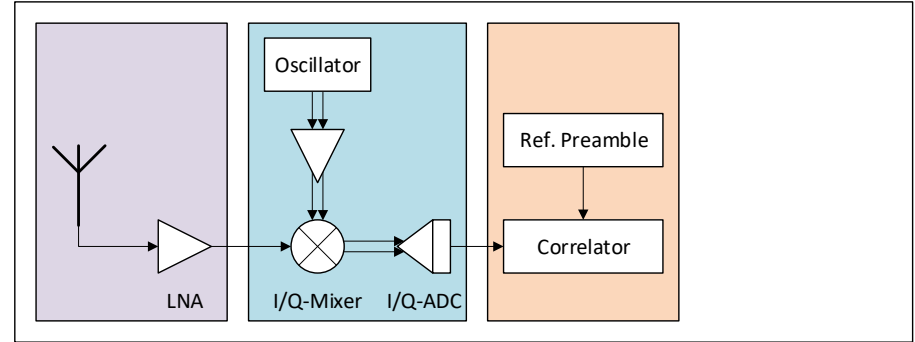 Oscillator
Ref. Preamble
Correlator
LNA
I/Q-Mixer
I/Q-ADC